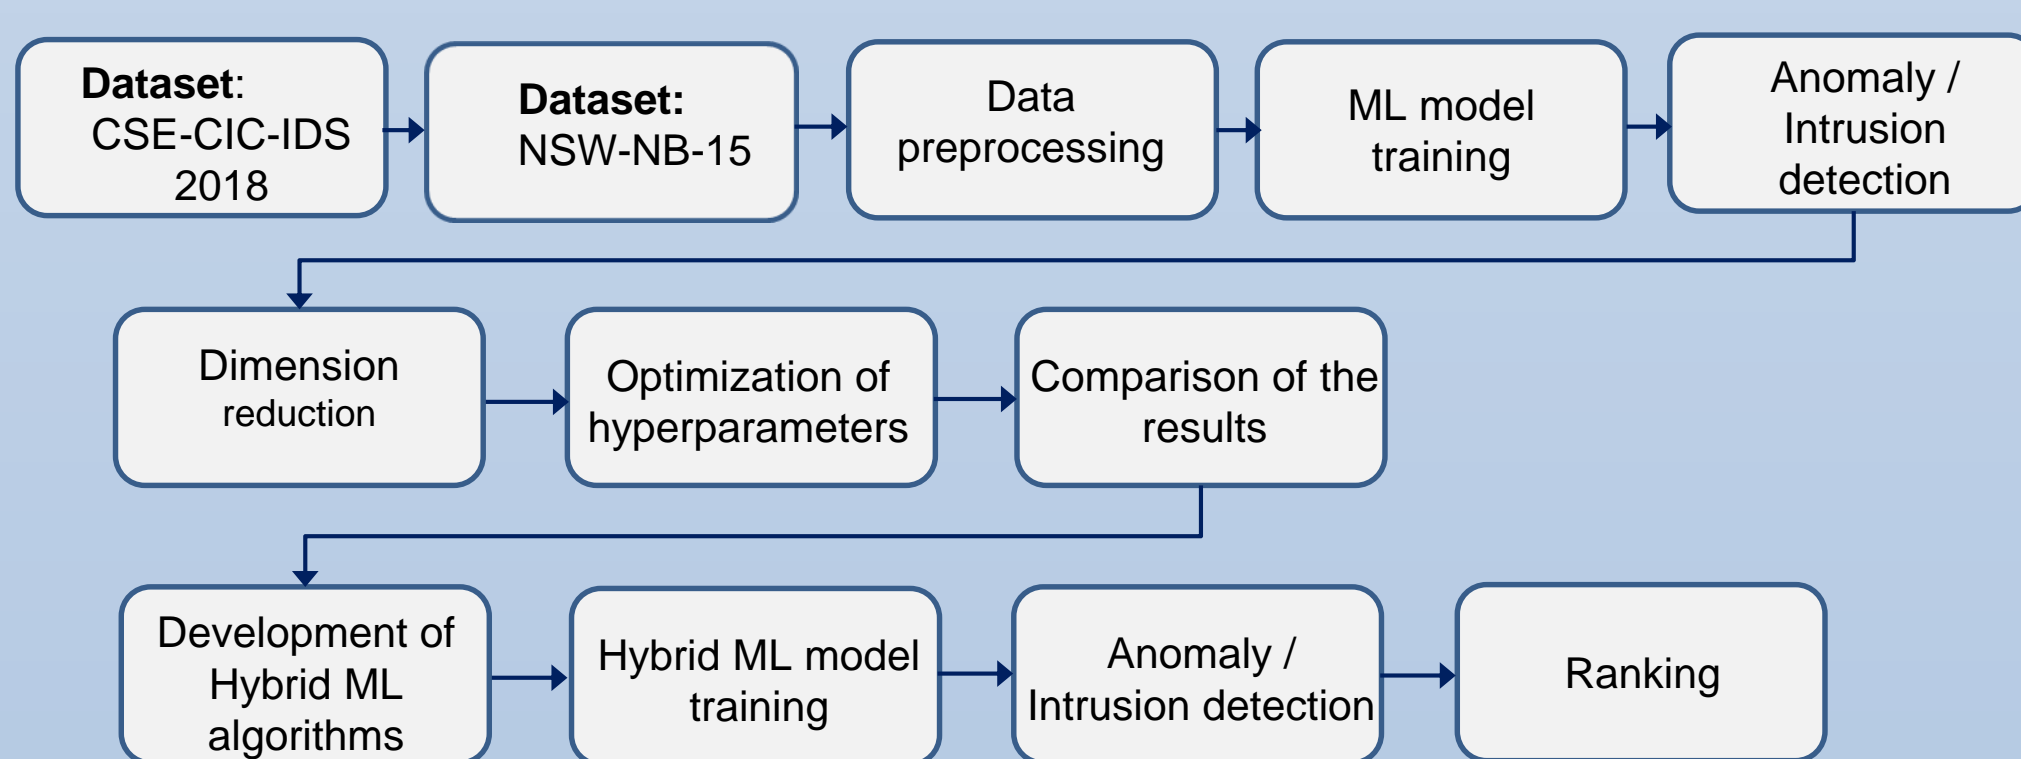 Dataset:
CSE-CIC-IDS
2018
Dataset:
NSW-NB-15
Data
preprocessing
ML model
training
Anomaly /
Intrusion
detection
Dimension
reduction
Optimization of
hyperparameters
Comparison of the
results
Development of
Hybrid ML
algorithms
Hybrid ML model
training
Anomaly /
Intrusion detection
Ranking